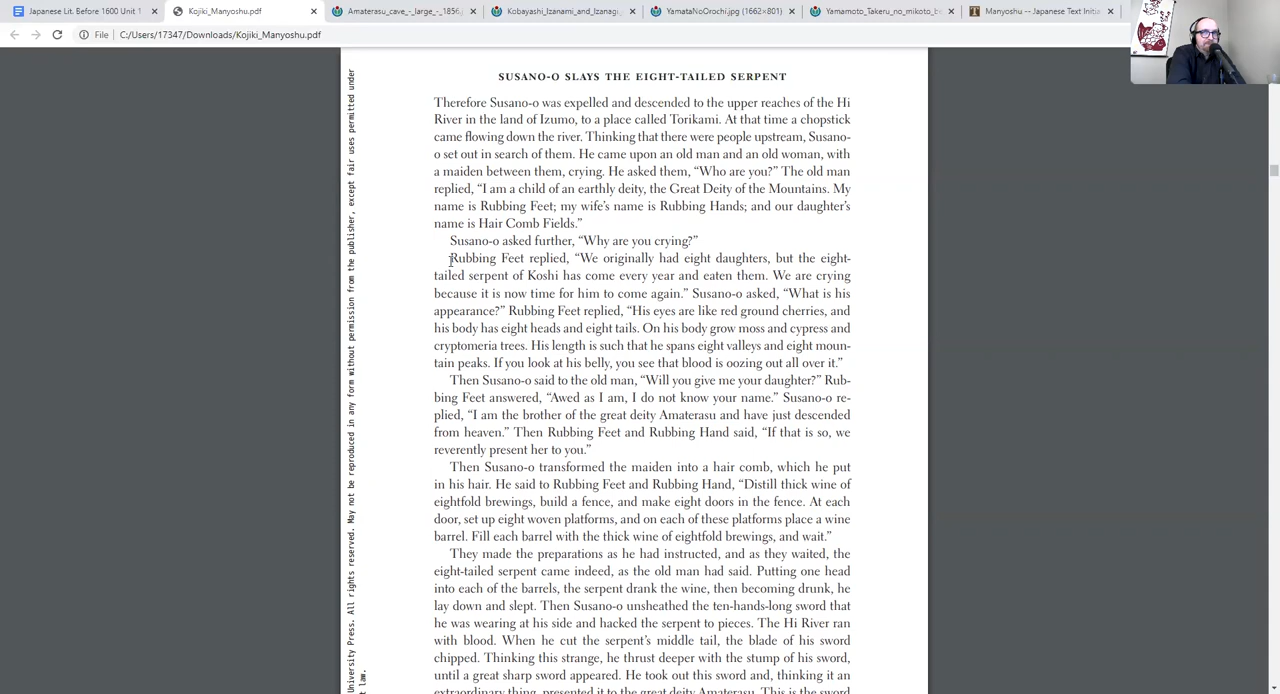 Japanese Lit. Before 1600 Unit 1
Kojiki_Manyoshu.pdf
Amaterasu_cave_-_large_-_1856.
Kobayashi_Izanami_and_Izanagi
YamataNoOrochi.jpg (1662×801)
Yamamoto_Takeru_no_mikoto_b
Manyoshu -- Japanese Text Initia
File
C:/Users/17347/Downloads/Kojiki_Manyoshu.pdf
SUSANO-O SLAYS THE EIGHT-TAILED SERPENT
Therefore Susano-o was expelled and descended to the upper reaches of the Hi
River in the land of Izumo, to a place called Torikami. At that time a chopstick
came flowing down the river. Thinking that there were people upstream, Susano-
o set out in search of them. He came upon an old man and an old woman, with
a maiden between them, crying. He asked them, “Who are you?” The old man
replied, “I am a child of an earthly deity, the Great Deity of the Mountains. My
name is Rubbing Feet; my wife’s name is Rubbing Hands; and our daughter’s
name is Hair Comb Fields.”
Susano-o asked further, “Why are you crying?”
Rubbing Feet replied, “We originally had eight daughters, but the eight-
tailed serpent of Koshi has come every year and eaten them. We are crying
because it is now time for him to come again.” Susano-o asked, “What is his
appearance?” Rubbing Feet replied, “His eyes are like red ground cherries, and
his body has eight heads and eight tails. On his body grow moss and cypress and
cryptomeria trees. His length is such that he spans eight valleys and eight moun-
tain peaks. If you look at his belly, you see that blood is oozing out all over it.”
Then Susano-o said to the old man, “Will you give me your daughter?” Rub-
bing Feet answered, “Awed as I am, I do not know your name.” Susano-o re-
plied, “I am the brother of the great deity Amaterasu and have just descended
from heaven.” Then Rubbing Feet and Rubbing Hand said, “If that is so, we
reverently present her to you.”
Then Susano-o transformed the maiden into a hair comb, which he put
in his hair. He said to Rubbing Feet and Rubbing Hand, “Distill thick wine of
eightfold brewings, build a fence, and make eight doors in the fence. At each
door, set up eight woven platforms, and on each of these platforms place a wine
barrel. Fill each barrel with the thick wine of eightfold brewings, and wait.”
They made the preparations as he had instructed, and as they waited, the
eight-tailed serpent came indeed, as the old man had said. Putting one head
into each of the barrels, the serpent drank the wine, then becoming drunk, he
lay down and slept. Then Susano-o unsheathed the ten-hands-long sword that
he was wearing at his side and hacked the serpent to pieces. The Hi River ran
with blood. When he cut the serpent’s middle tail, the blade of his sword
chipped. Thinking this strange, he thrust deeper with the stump of his sword,
until a great sharp sword appeared. He took out this sword and, thinking it an
extraordinary thing, presented it to the great deity Amaterasu. This is the sword
University Press. All rights reserved. May not be reproduced in any form without permission from the publisher, except fair uses permitted under
t law.